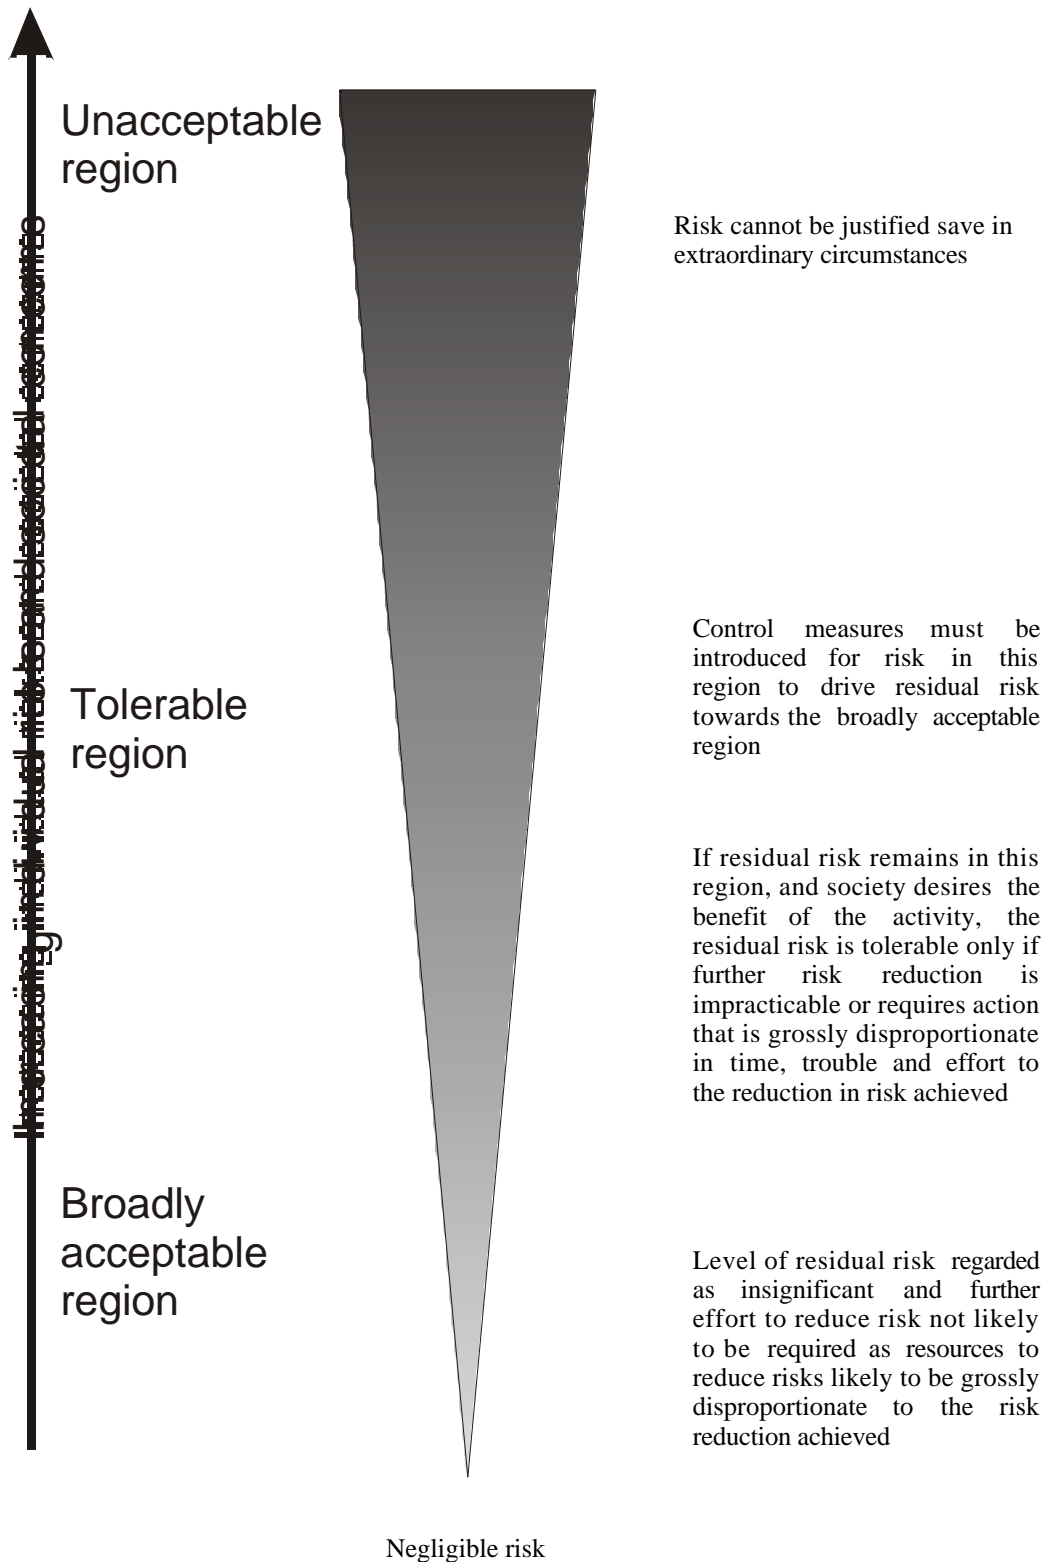 Unacceptable
region
Risk cannot be justified save in
extraordinary circumstances
Tolerable
region
Control measures must be
introduced for risk in this
region to drive residual risk
towards the broadly acceptable
region
If residual risk remains in this
region, and society desires the
benefit of the activity, the
residual risk is tolerable only if
further risk reduction is
impracticable or requires action
that is grossly disproportionate
in time, trouble and effort to
the reduction in risk achieved
Broadly
acceptable
region
Level of residual risk regarded
as insignificant and further
effort to reduce risk not likely
to be required as resources to
reduce risks likely to be grossly
disproportionate to the risk
reduction achieved
Negligible risk